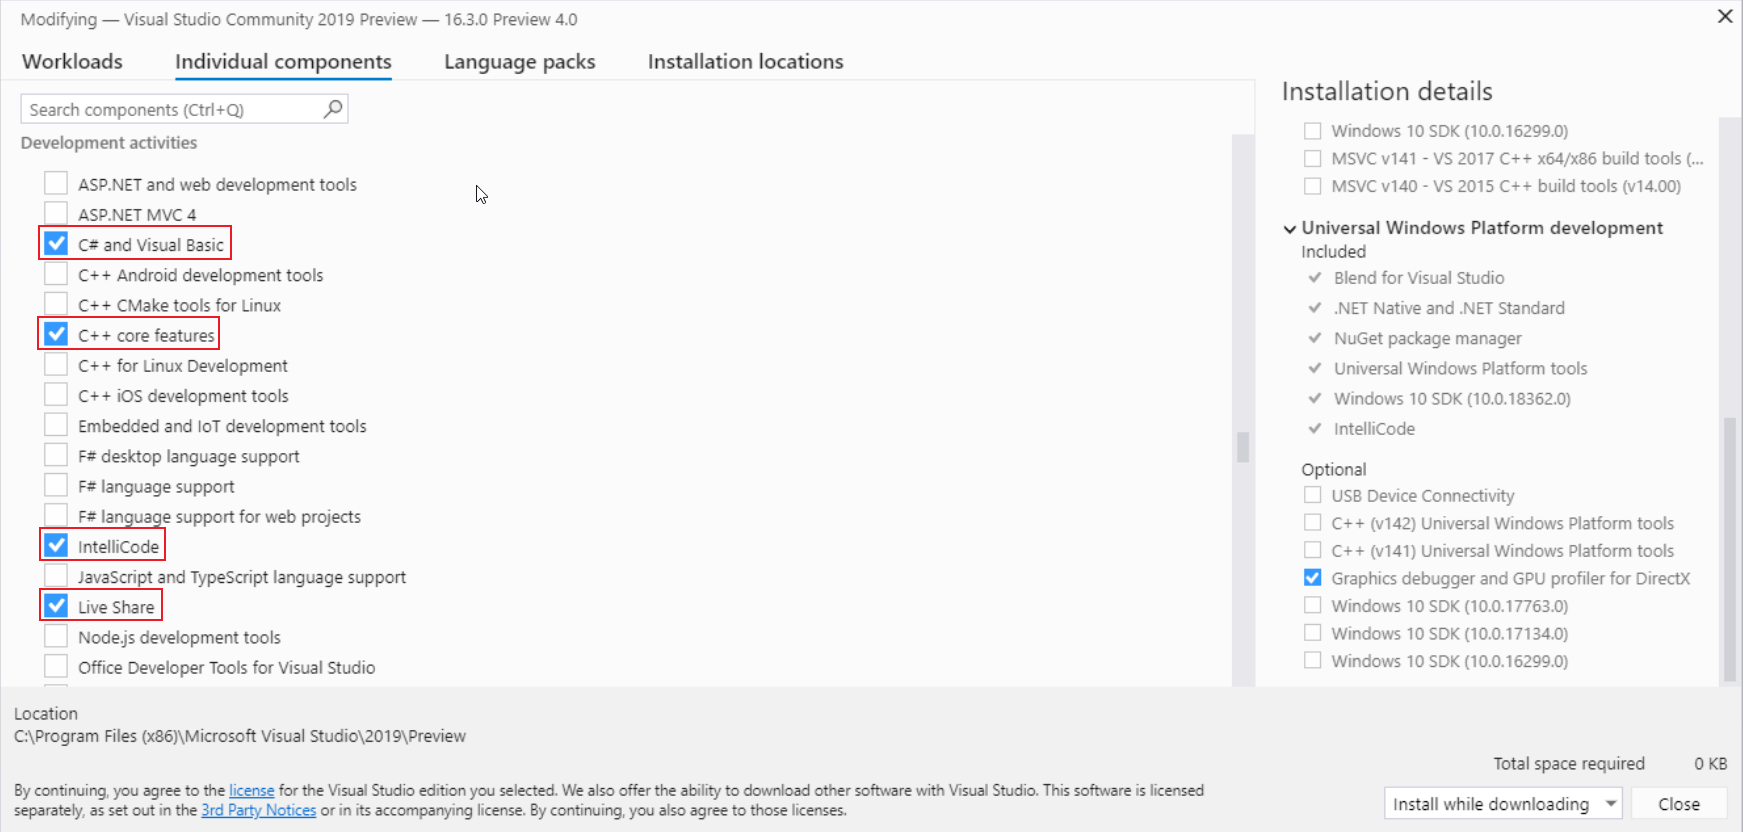 Modifying — Visual Studio Community 2019 Preview — 16.3.0 Preview 4.0
Workloads
Individual components
Language packs
Installation locations
Search components (Ctrl+Q)
Development activities
ASP.NET and web development tools
ASP.NET MVC 4
C# and Visual Basic
C++ Android development tools
C++ CMake tools for Linux
C++ core features
C++ for Linux Development
C++ iOS development tools
Embedded and IoT development tools
F# desktop language support
F# language support
F# language support for web projects
IntelliCode
JavaScript and TypeScript language support
Live Share
Node.js development tools
Office Developer Tools for Visual Studio
Installation details
Windows 10 SDK (10.0.16299.0)
MSVC v141 - VS 2017 C++ x64/x86 build tools (...
MSVC v140 - VS 2015 C++ build tools (v14.00)
Universal Windows Platform development
Included
Blend for Visual Studio
.NET Native and .NET Standard
NuGet package manager
Universal Windows Platform tools
Windows 10 SDK (10.0.18362.0)
IntelliCode
Optional
USB Device Connectivity
C++ (v142) Universal Windows Platform tools
C++ (v141) Universal Windows Platform tools
Graphics debugger and GPU profiler for DirectX
Windows 10 SDK (10.0.17763.0)
Windows 10 SDK (10.0.17134.0)
Windows 10 SDK (10.0.16299.0)
Location
C:\Program Files (x86)\Microsoft Visual Studio\2019\Preview
Total space required 0 KB
By continuing, you agree to the license for the Visual Studio edition you selected. We also offer the ability to download other software with Visual Studio. This software is licensed
separately, as set out in the 3rd Party Notices or in its accompanying license. By continuing, you also agree to those licenses.
Install while downloading
Close